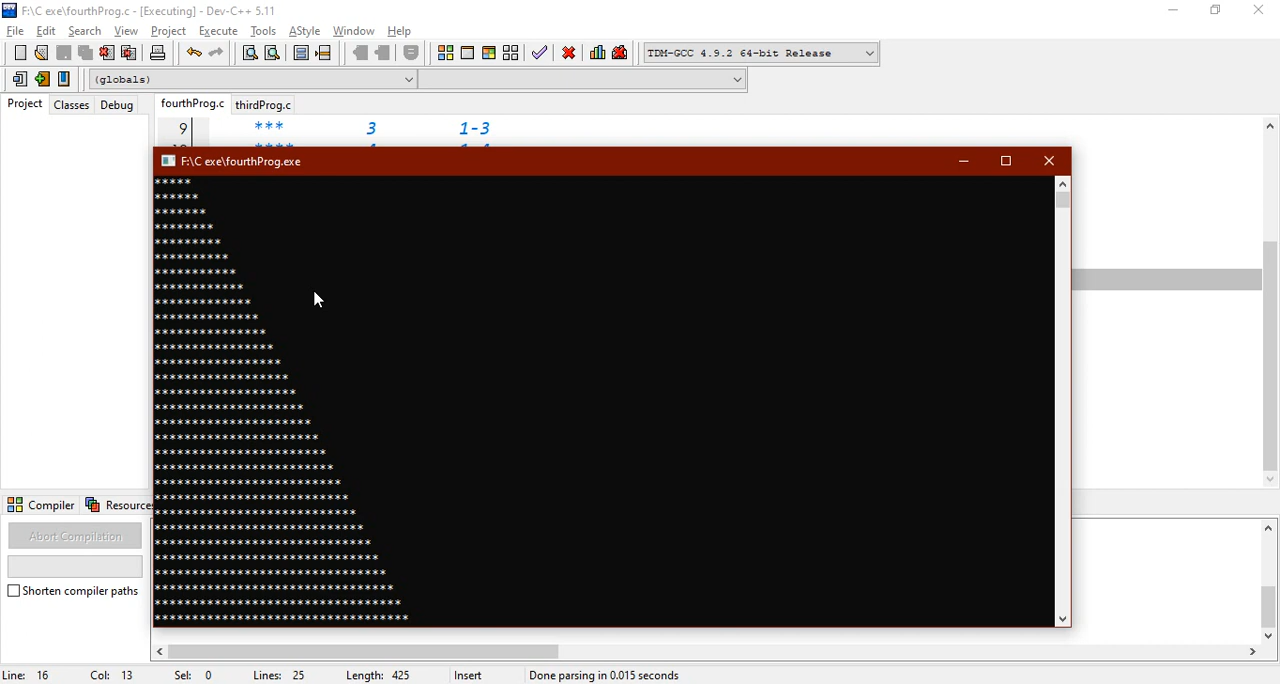 F:\C exe\fourthProg.c - [Executing] - Dev-C++ 5.11
File Edit Search View Project Execute Tools AStyle Window Help
TDM-GCC 4.9.2 64-bit Release
(globals)
Project Classes Debug fourthProg.c thirdProg.c
9 *** 3 1-3
F:\C exe\fourthProg.exe
*****
******
*******
********
*********
**********
***********
************
*************
**************
***************
****************
*****************
******************
*******************
********************
*********************
**********************
***********************
************************
*************************
**************************
***************************
****************************
*****************************
******************************
*******************************
********************************
*********************************
**********************************
Compiler Resources
Abort Compilation
Shorten compiler paths
Line: 16 Col: 13 Sel: 0 Lines: 25 Length: 425 Insert Done parsing in 0.015 seconds